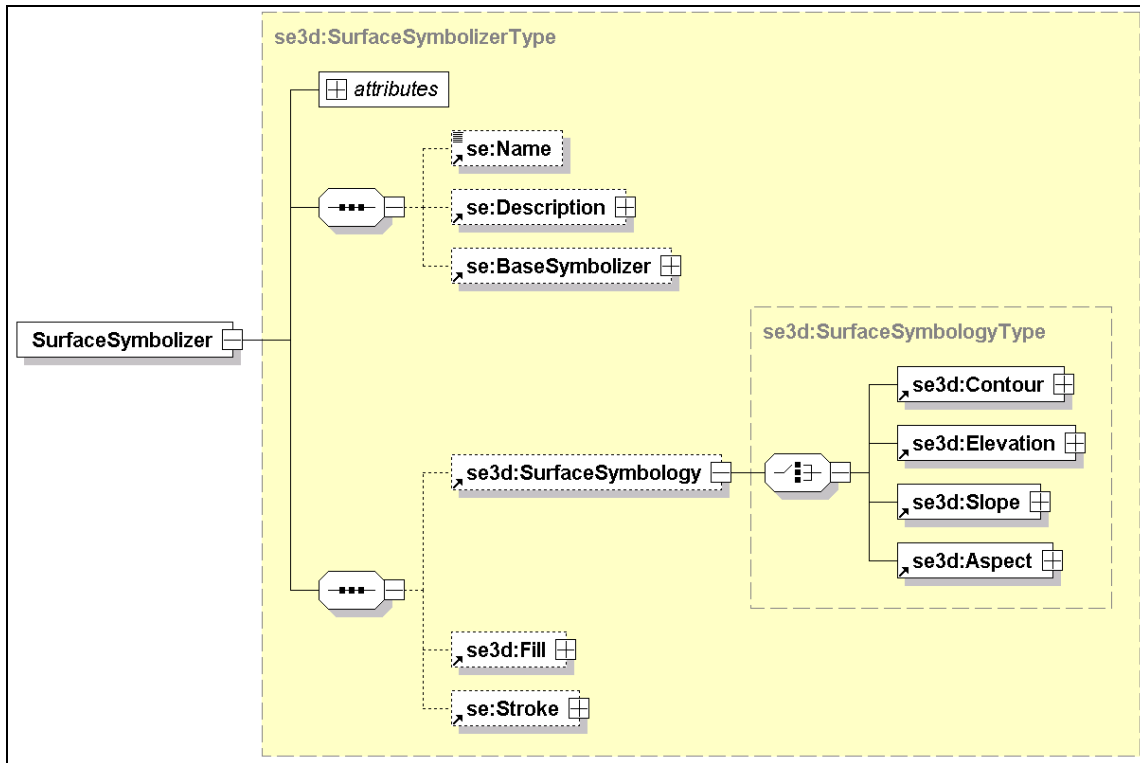 se3d:SurfaceSymbolizerType
attributes
se:Name
se:Description
se:BaseSymbolizer
SurfaceSymbolizer
se3d:SurfaceSymbologyType
se3d:Contour
se3d:Elevation
se3d:SurfaceSymbology
se3d:Slope
se3d:Aspect
se3d:Fill
se:Stroke